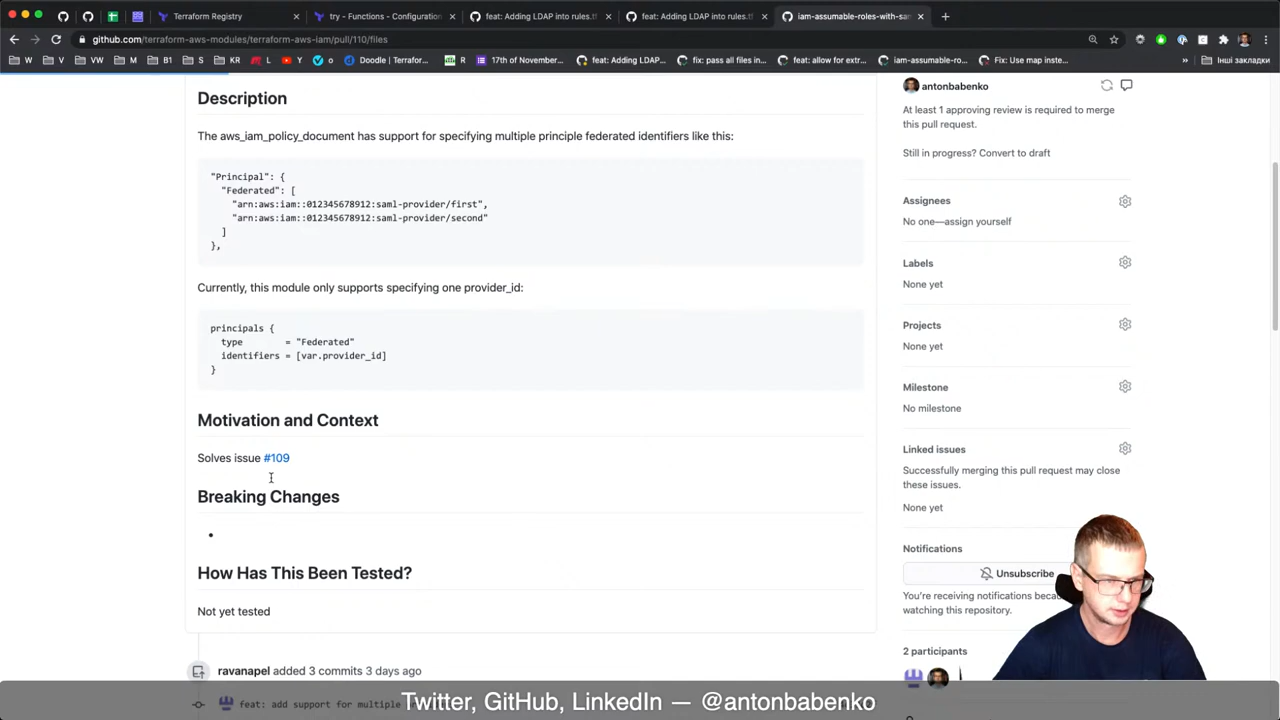 Terraform Registry
try - Functions - Configuration
feat: Adding LDAP into rules.tf
feat: Adding LDAP into rules.tf
iam-assumable-roles-with-sam
github.com/terraform-aws-modules/terraform-aws-iam/pull/110/files
W
V
VW
M
B1
S
KR
L
Y
o
Doodle | Terrafor...
R
17th of November...
feat: Adding LDAP...
fix: pass all files in...
feat: allow for extr...
iam-assumable-ro...
Fix: Use map inste...
»
Інші закладки
Description
The aws_iam_policy_document has support for specifying multiple principle federated identifiers like this:
"Principal": {
"Federated": [
"arn:aws:iam::012345678912:saml-provider/first",
"arn:aws:iam::012345678912:saml-provider/second"
]
},
Currently, this module only supports specifying one provider_id:
principals {
type = "Federated"
identifiers = [var.provider_id]
}
Motivation and Context
Solves issue #109
Breaking Changes
How Has This Been Tested?
Not yet tested
ravanapel added 3 commits 3 days ago
feat: add support for multiple
antonbabenko
At least 1 approving review is required to merge
this pull request.
Still in progress? Convert to draft
Assignees
No one—assign yourself
Labels
None yet
Projects
None yet
Milestone
No milestone
Linked issues
Successfully merging this pull request may close
these issues.
None yet
Notifications
Unsubscribe
You're receiving notifications
watching this repository.
2 participants
Twitter, GitHub, LinkedIn — @antonbabenko